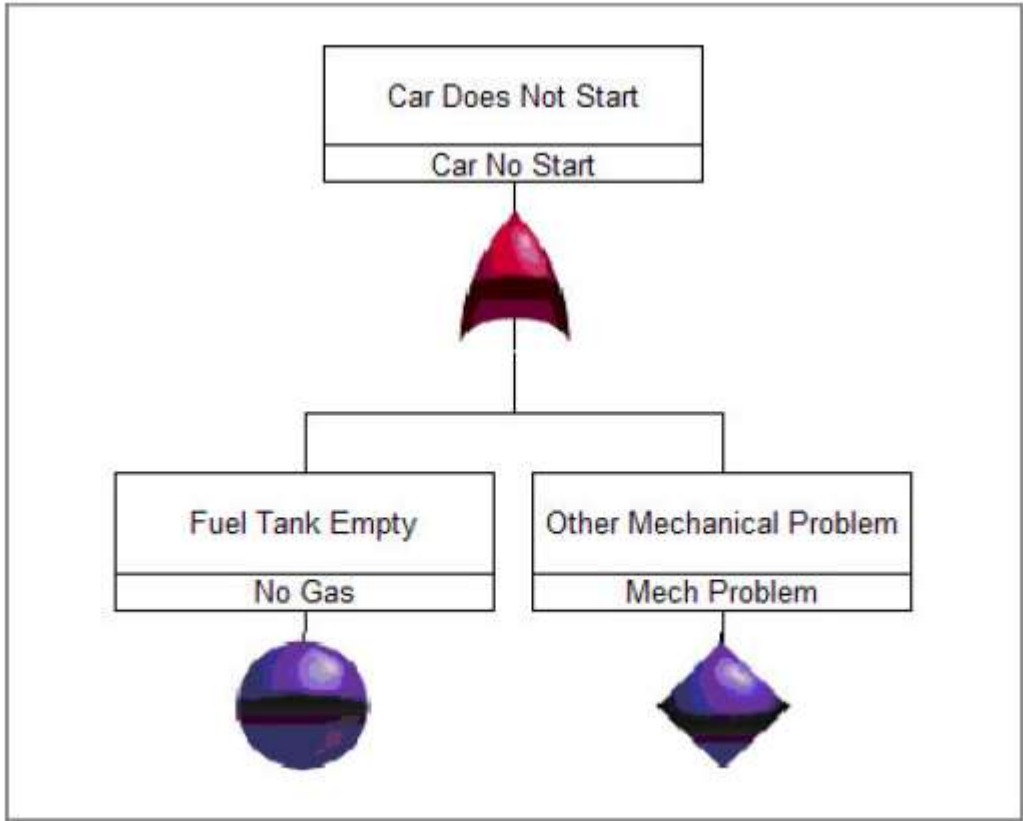 Car Does Not Start
Car No Start
Fuel Tank Empty
No Gas
Other Mechanical Problem
Mech Problem